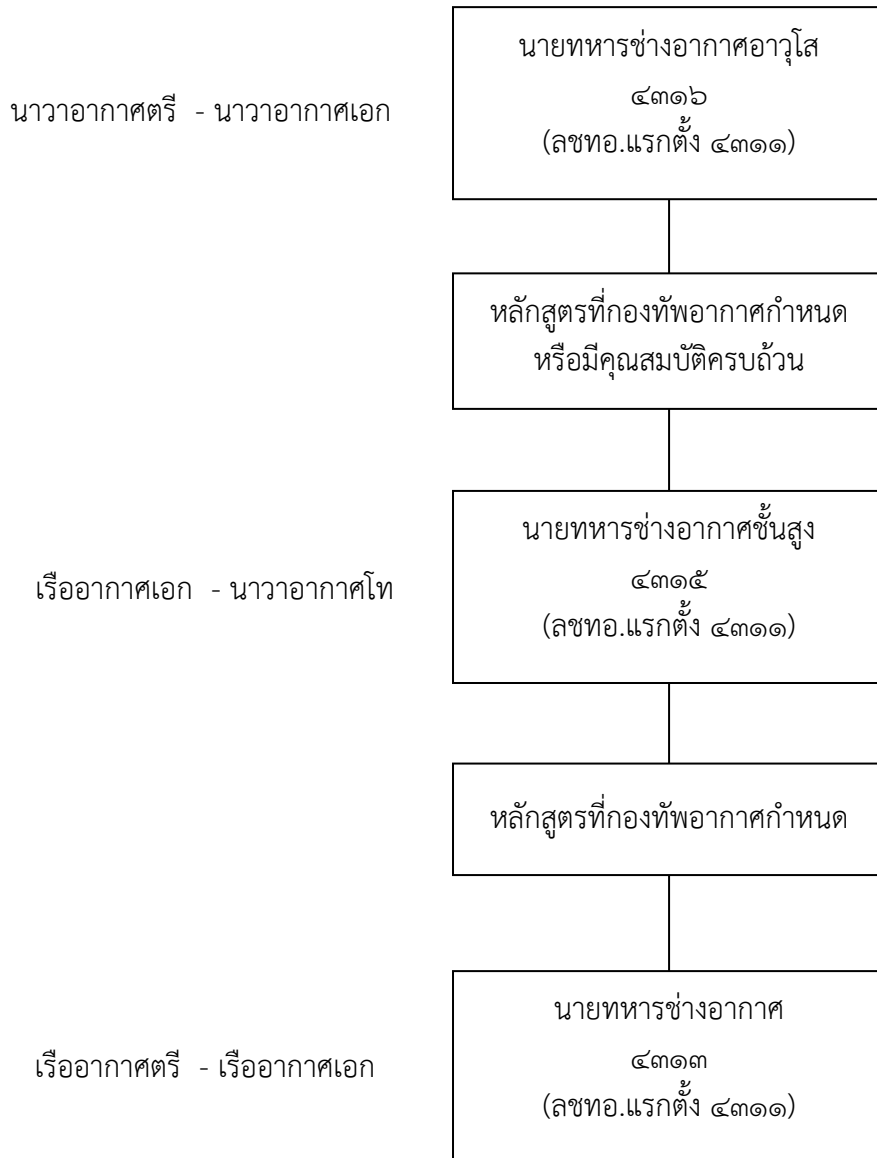 นายทหารช่างอากาศอาวุโส
๔๓๑๖
นาวาอากาศตรี - นาวาอากาศเอก
(ลชทอ.แรกตั้ง ๔๓๑๑)
หลักสูตรที่กองทัพอากาศกำหนด
หรือมีคุณสมบัติครบถ้วน
นายทหารช่างอากาศชั้นสูง
๔๓๑๕
เรืออากาศเอก - นาวาอากาศโท
(ลชทอ.แรกตั้ง ๔๓๑๑)
หลักสูตรที่กองทัพอากาศกำหนด
นายทหารช่างอากาศ
๔๓๑๓
เรืออากาศตรี - เรืออากาศเอก
(ลชทอ.แรกตั้ง ๔๓๑๑)